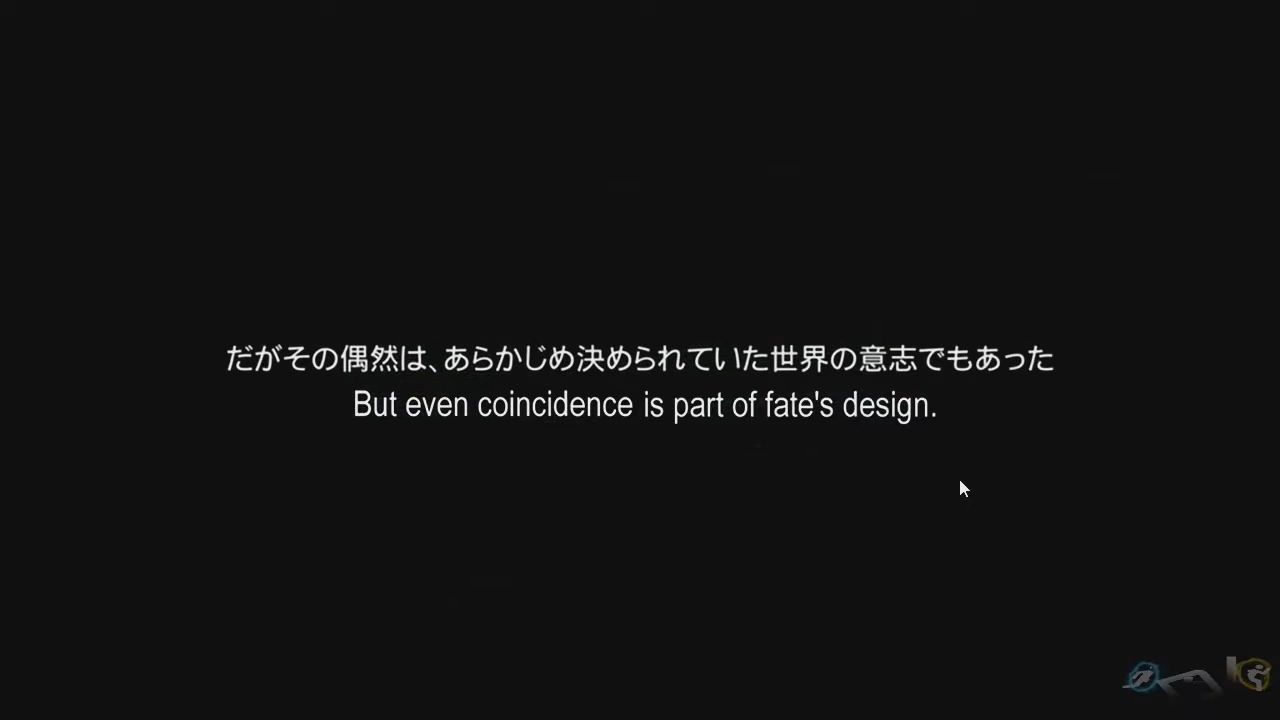 だがその偶然は、あらかじめ決められていた世界の意志でもあった
But even coincidence is part of fate's design.